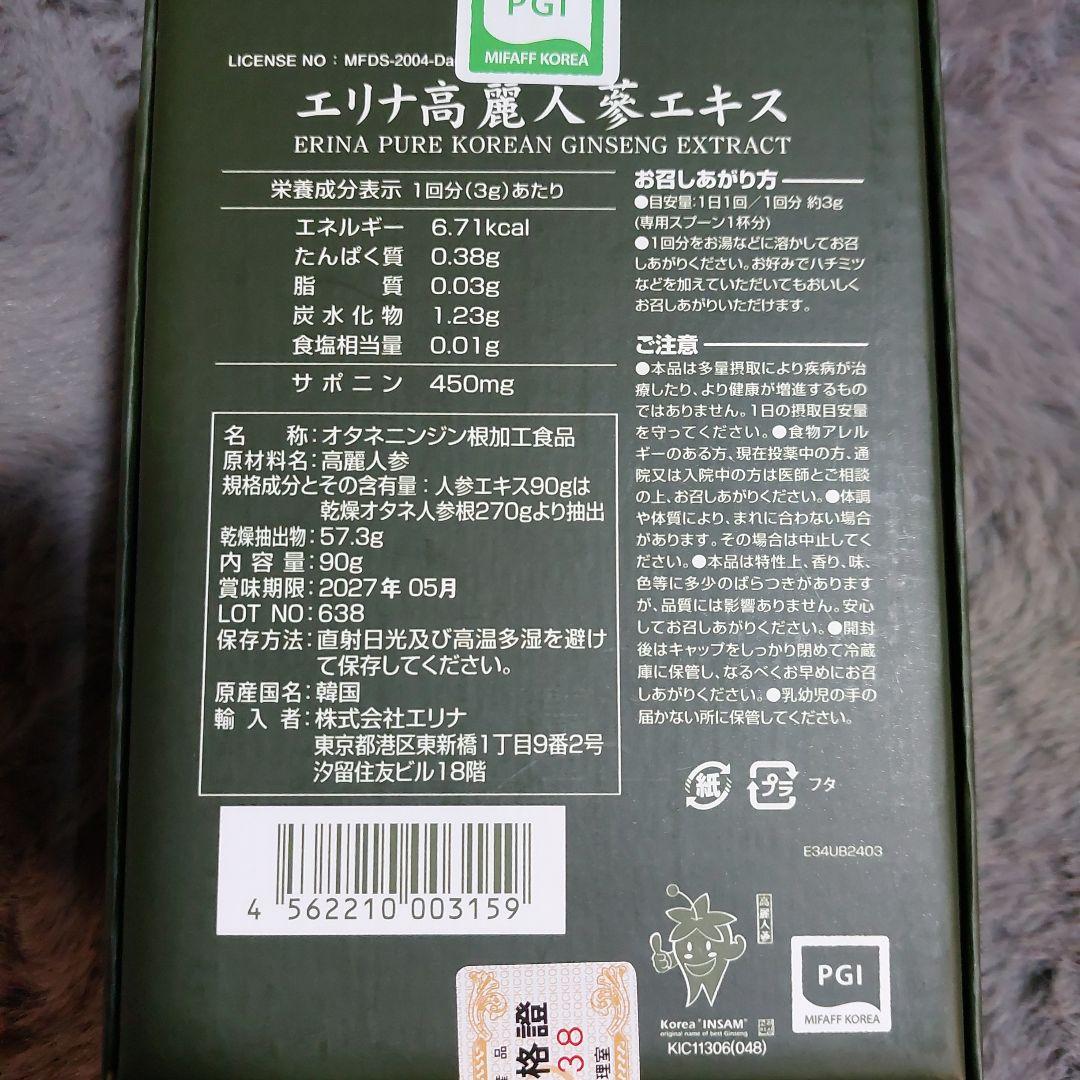 PGI
MIFAFF KOREA
LICENSE NO : MFDS-2004-Da
エリナ高麗人蔘エキス
ERINA PURE KOREAN GINSENG EXTRACT
栄養成分表示 1回分(3g)あたり
エネルギー 6.71kcal
たんぱく質 0.38g
脂 質 0.03g
炭水化物 1.23g
食塩相当量 0.01g
サポニン 450mg
名 称:オタネニンジン根加工食品
原材料名:高麗人参
規格成分とその含有量:人参エキス90gは
乾燥オタネ人参根270gより抽出
乾燥抽出物:57.3g
内容量:90g
賞味期限:2027年 05月
LOT NO:638
保存方法:直射日光及び高温多湿を避け
て保存してください。
原産国名:韓国
輸入者:株式会社エリナ
東京都港区東新橋1丁目9番2号
汐留住友ビル18階
4 562210 003159
お召しあがり方
●目安量:1日1回/1回分 約3g
(専用スプーン1杯分)
●1回分をお湯などに溶かしてお召
しあがりください。お好みでハチミツ
などを加えていただいてもおいしく
お召しあがりいただけます。
ご注意
●本品は多量摂取により疾病が治
療したり、より健康が増進するもの
ではありません。1日の摂取目安量
を守ってください。●食物アレル
ギーのある方、現在投薬中の方、通
院又は入院中の方は医師とご相談
の上、お召しあがりください。●体調
や体質により、まれに合わない場合
があります。その場合は中止してく
ださい。●本品は特性上、香り、味、
色等に多少のばらつきがあります
が、品質には影響ありません。安心
してお召しあがりください。●開封
後はキャップをしっかり閉めて冷蔵
庫に保管し、なるべくお早めにお召
しあがりください。●乳幼児の手の
届かない所に保管してください。
紙 プラ フタ
E34UB2403
高麗人蔘
Korea "INSAM"
original name of best Ginseng
KIC11306(048)
PGI
MIFAFF KOREA
格證
38
品
理室